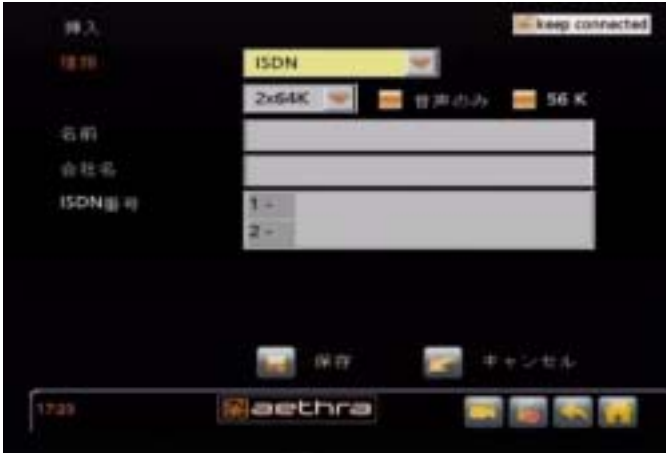 挿入
keep connected
種類
ISDN
2x64K
音声のみ
56 K
名前
会社名
ISDN番号
1 -
2 -
保存
キャンセル
17:23
aethra